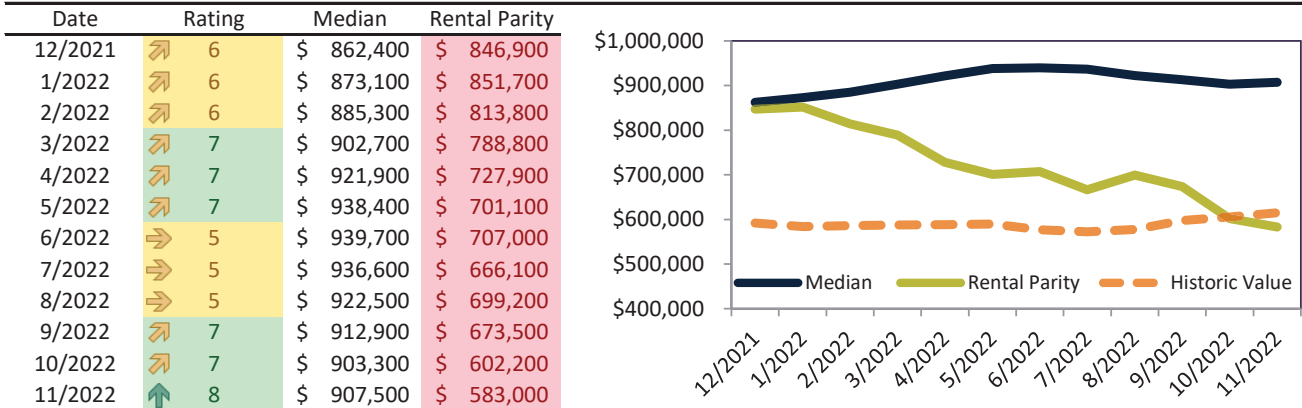 Date Rating Median Rental Parity
12/2021 6 $ 862,400 $ 846,900
1/2022 6 $ 873,100 $ 851,700
2/2022 6 $ 885,300 $ 813,800
3/2022 7 $ 902,700 $ 788,800
4/2022 7 $ 921,900 $ 727,900
5/2022 7 $ 938,400 $ 701,100
6/2022 5 $ 939,700 $ 707,000
7/2022 5 $ 936,600 $ 666,100
8/2022 5 $ 922,500 $ 699,200
9/2022 7 $ 912,900 $ 673,500
10/2022 7 $ 903,300 $ 602,200
11/2022 8 $ 907,500 $ 583,000
$1,000,000
$900,000
$800,000
$700,000
$600,000
$500,000
$400,000
Median Rental Parity Historic Value
12/2021 1/2022 2/2022 3/2022 4/2022 5/2022 6/2022 7/2022 8/2022 9/2022 10/2022 11/2022